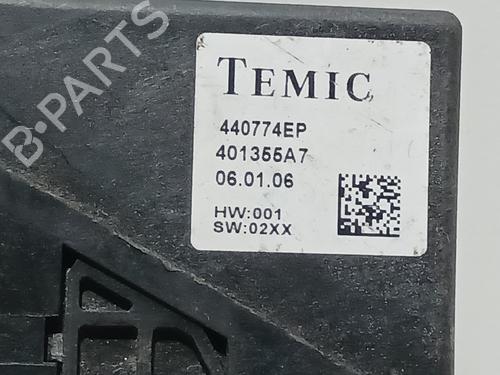 B-PARTS
TEMIC
440774EP
401355A7
06.01.06
HW:001
SW:02XX